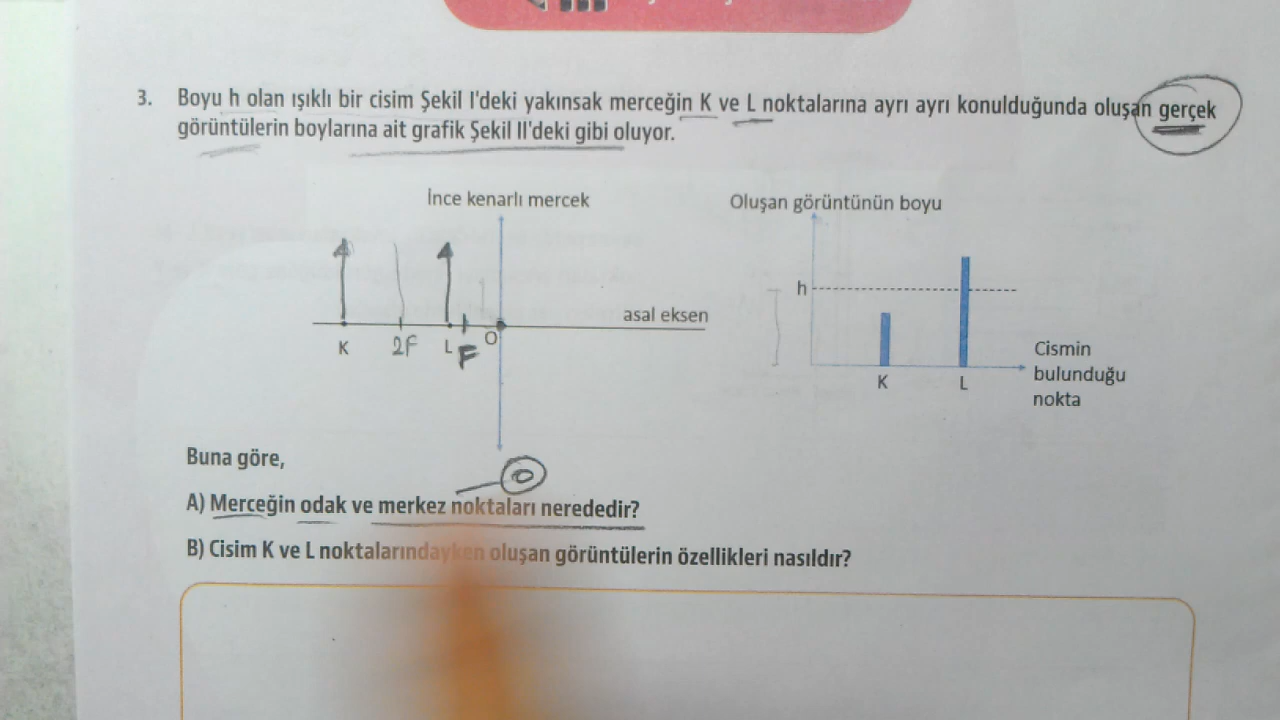 3. Boyu h olan ışıklı bir cisim Şekil I'deki yakınsak merceğin K ve L noktalarına ayrı ayrı konulduğunda oluşan gerçek
görüntülerin boylarına ait grafik Şekil II'deki gibi oluyor.
İnce kenarlı mercek
asal eksen
K 2F L F O
Oluşan görüntünün boyu
h
K L
Cismin
bulunduğu
nokta
Buna göre,
O
A) Merceğin odak ve merkez noktaları nerededir?
B) Cisim K ve L noktalarındayken oluşan görüntülerin özellikleri nasıldır?